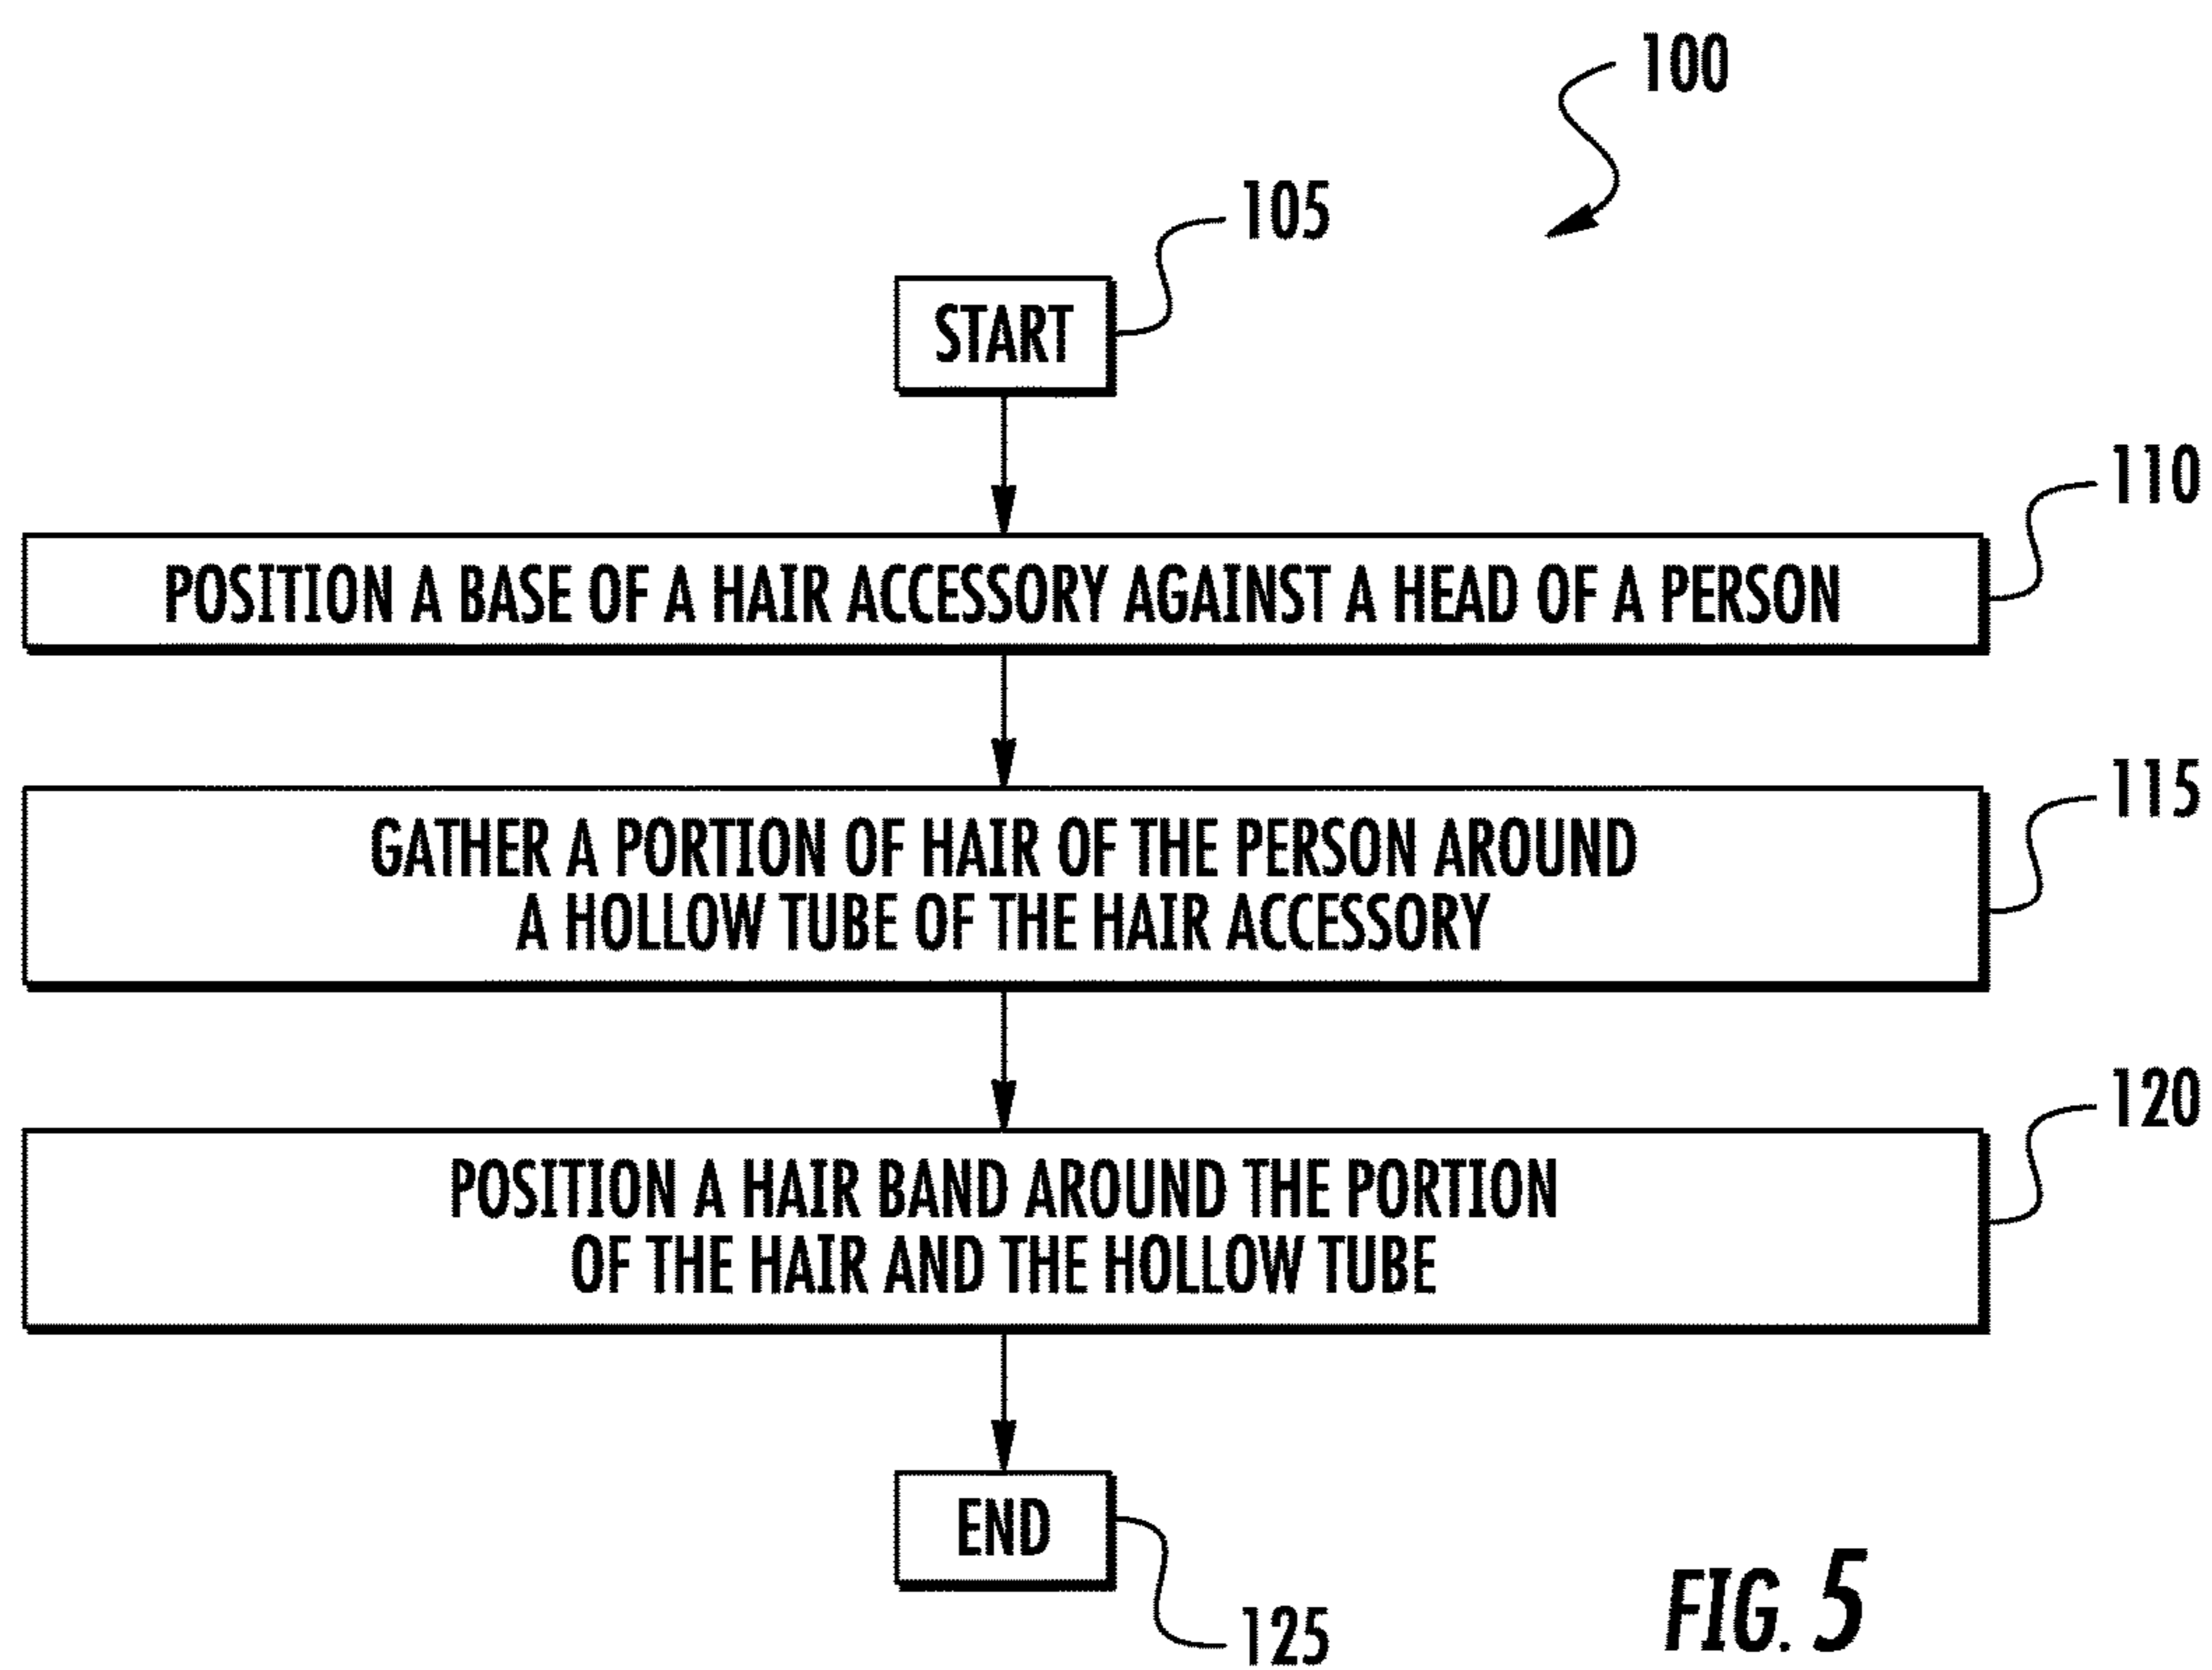 100
105
START
110
POSITION A BASE OF A HAIR ACCESSORY AGAINST A HEAD OF A PERSON
115
GATHER A PORTION OF HAIR OF THE PERSON AROUND
A HOLLOW TUBE OF THE HAIR ACCESSORY
120
POSITION A HAIR BAND AROUND THE PORTION
OF THE HAIR AND THE HOLLOW TUBE
END
125
FIG. 5